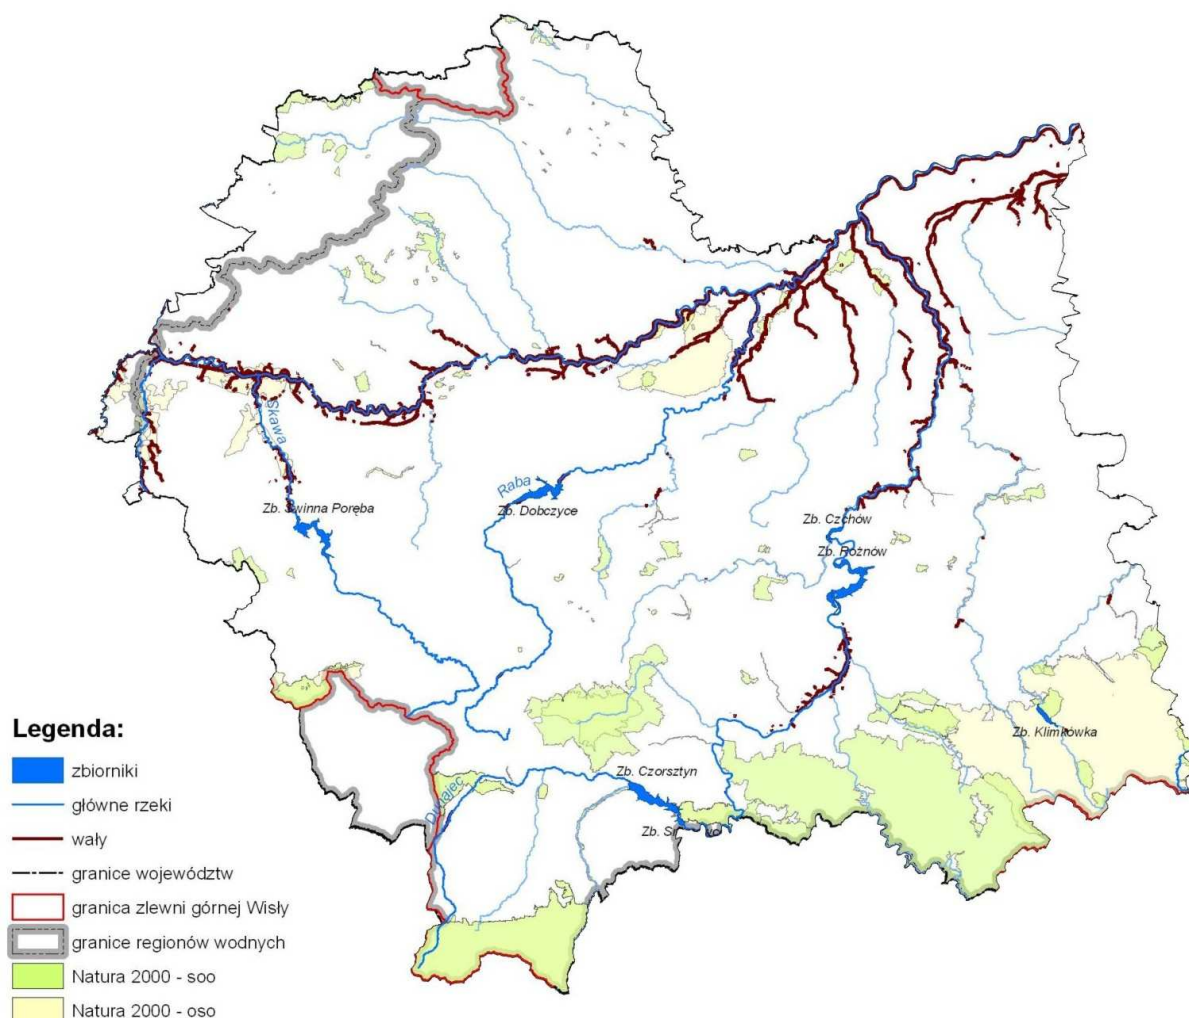 Skawa
Raba
Zb. Świnna Poręba
Zb. Dobczyce
Zb. Czchów
Zb. Rożnów
Zb. Klimkówka
Zb. Czorsztyn
Dunajec
Zb.
Legenda:
zbiorniki
główne rzeki
wały
granice województw
granica zlewni górnej Wisły
granice regionów wodnych
Natura 2000 - soo
Natura 2000 - oso